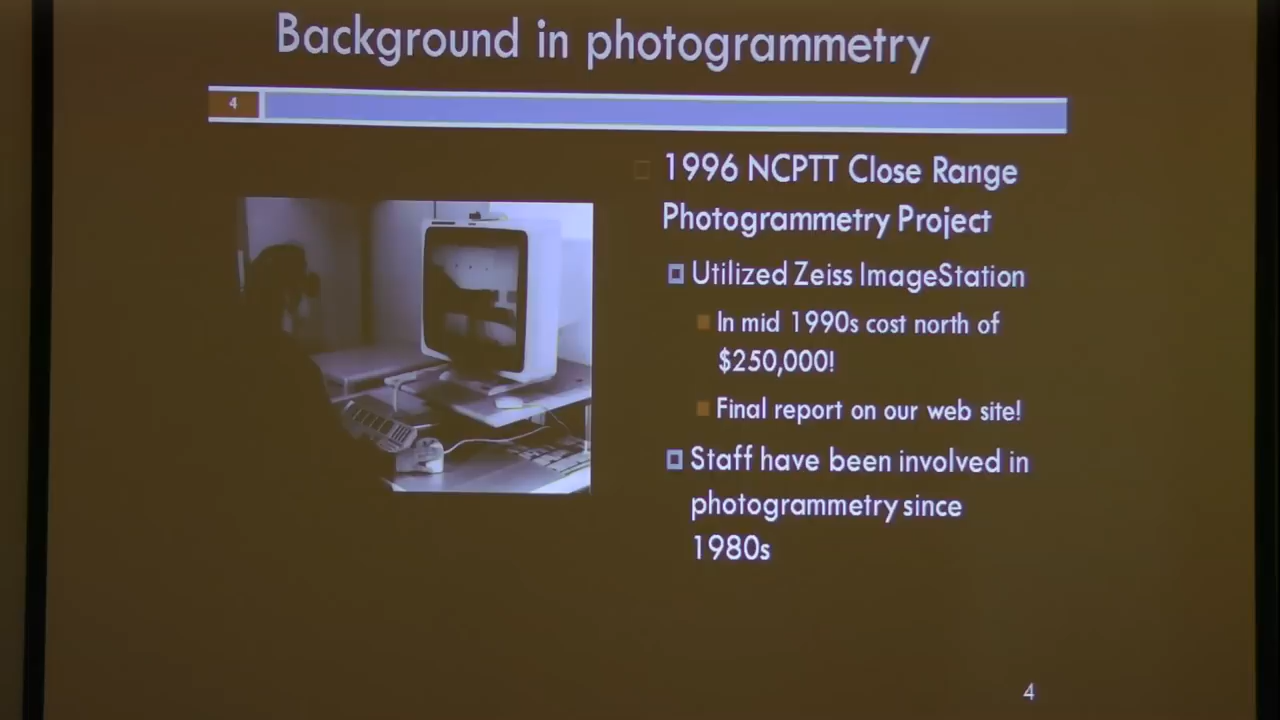 Background in photogrammetry
4
1996 NCPTT Close Range
Photogrammetry Project
Utilized Zeiss ImageStation
In mid 1990s cost north of
$250,000!
Final report on our web site!
Staff have been involved in
photogrammetry since
1980s
4